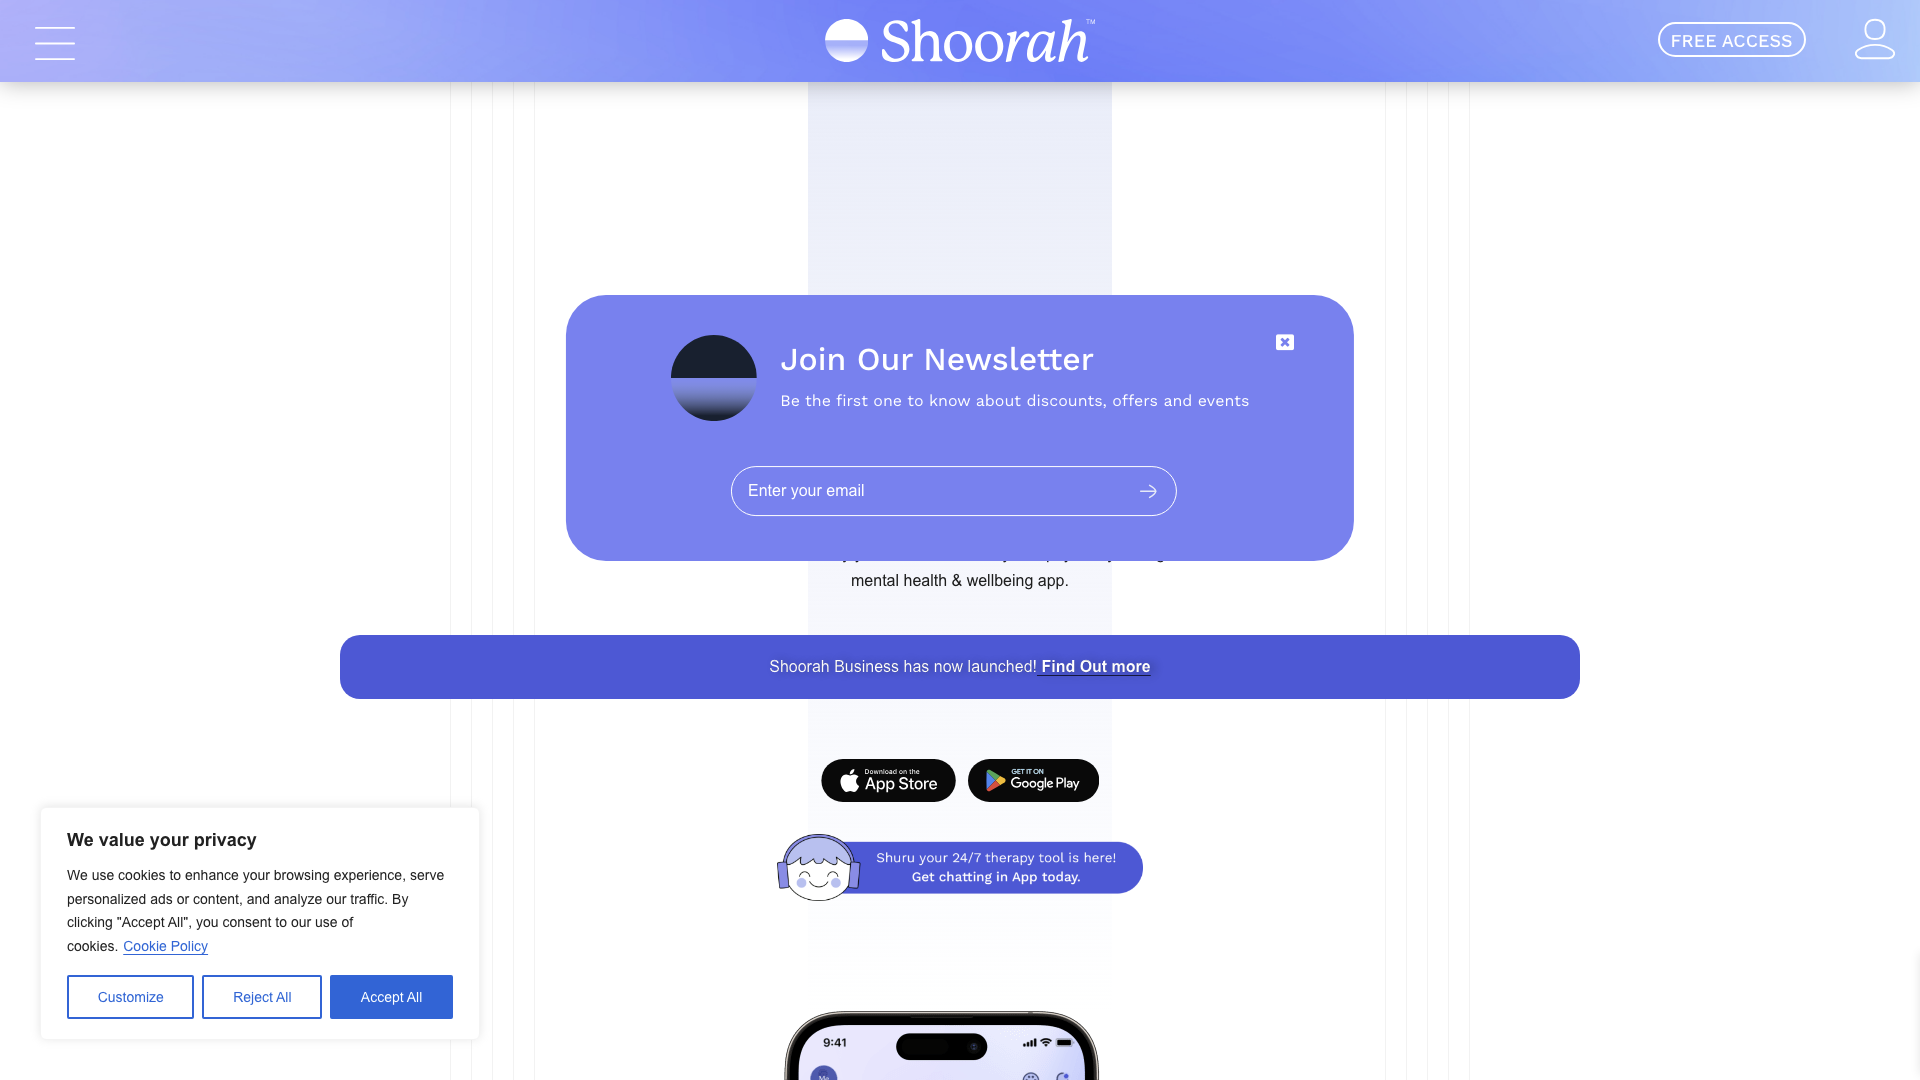 Shoorah™
FREE ACCESS
Join Our Newsletter
Be the first one to know about discounts, offers and events
Enter your email
mental health & wellbeing app.
Shoorah Business has now launched! Find Out more
Download on the
App Store
GET IT ON
Google Play
Shuru your 24/7 therapy tool is here!
Get chatting in App today.
We value your privacy
We use cookies to enhance your browsing experience, serve
personalized ads or content, and analyze our traffic. By
clicking "Accept All", you consent to our use of
cookies. Cookie Policy
Customize
Reject All
Accept All
9:41
Me